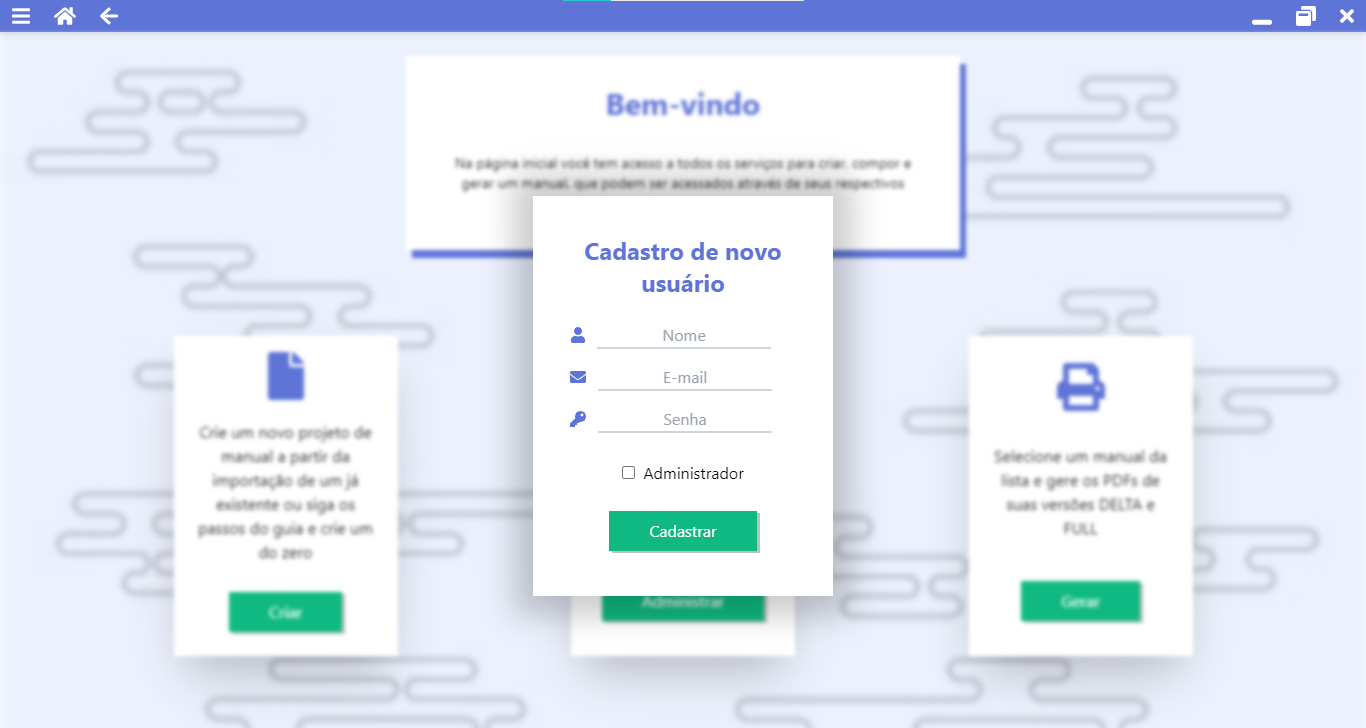 Bem-vindo
Na página inicial você tem acesso a todos os serviços para criar, compor e
gerar um manual, que podem ser acessados através de seus respectivos
Cadastro de novo
usuário
Nome
E-mail
Senha
Administrador
Cadastrar
Crie um novo projeto de
manual a partir da
importação de um já
existente ou siga os
passos do guia e crie um
do zero
Criar
Administrar
Selecione um manual da
lista e gere os PDFs de
suas versões DELTA e
FULL
Gerar